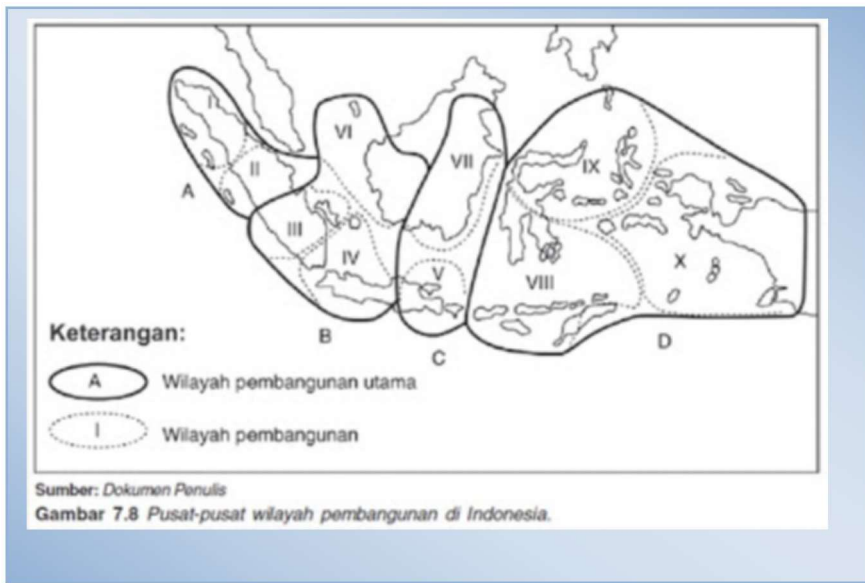 I
II
A
VI
VII
IX
III
IV
V
VIII
X
B
C
D
Keterangan:
A Wilayah pembangunan utama
I Wilayah pembangunan
Sumber: Dokumen Penulis
Gambar 7.8 Pusat-pusat wilayah pembangunan di Indonesia.